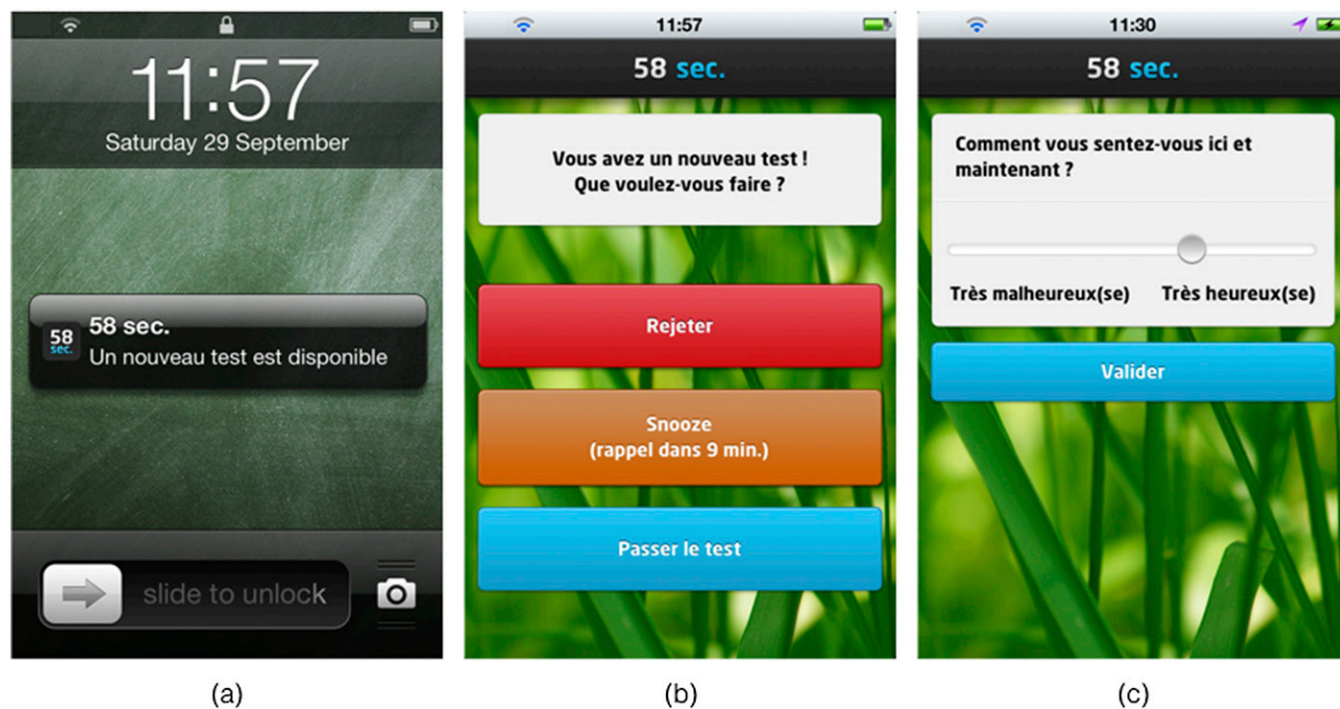 11:57
Saturday 29 September
58 sec.
58
sec.
Un nouveau test est disponible
slide to unlock
(a)
11:57
58 sec.
Vous avez un nouveau test !
Que voulez-vous faire ?
Rejeter
Snooze
(rappel dans 9 min.)
Passer le test
(b)
11:30
58 sec.
Comment vous sentez-vous ici et
maintenant ?
Très malheureux(se) Très heureux(se)
Valider
(c)